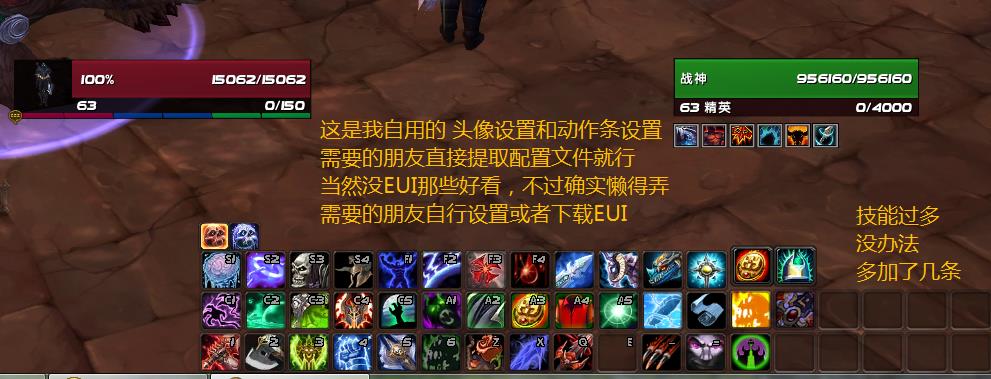 100% 15062/15062
63 0/150
战神 956160/956160
63 精英 0/4000
这是我自用的 头像设置和动作条设置
需要的朋友直接提取配置文件就行
当然没EUI那些好看，不过确实懒得弄
需要的朋友自行设置或者下载EUI
技能过多
没办法
多加了几条
S1 S2 S3 S4 F1 F2 F3 F4
C1 C2 C3 C4 C5 A1 A2 A3 A4 A5
1 2 3 4 5 6 Z X Q E - =